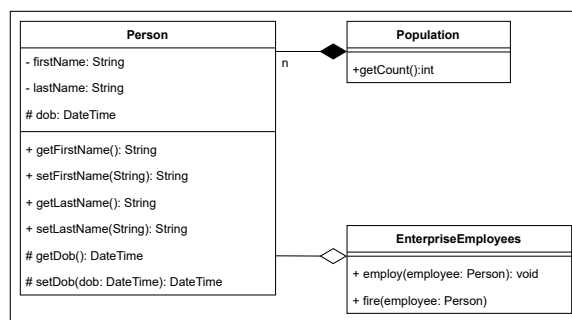 Person
- firstName: String
- lastName: String
# dob: DateTime
+ getFirstName(): String
+ setFirstName(String): String
+ getLastName(): String
+ setLastName(String): String
# getDob(): DateTime
# setDob(dob: DateTime): DateTime
n
Population
+getCount():int
EnterpriseEmployees
+ employ(employee: Person): void
+ fire(employee: Person)